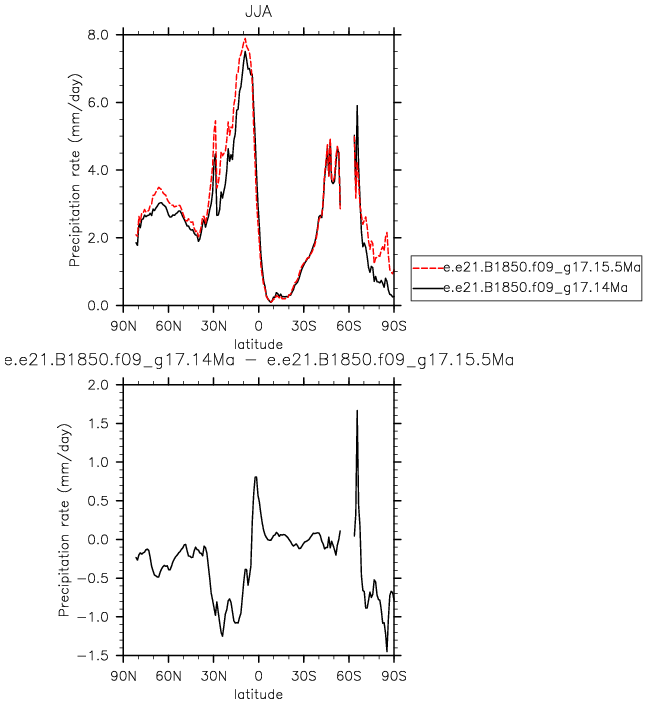 JJA
8.0
6.0
4.0
2.0
0.0
Precipitation rate (mm/day)
90N 60N 30N 0 30S 60S 90S
latitude
e.e21.B1850.f09_g17.15.5Ma
e.e21.B1850.f09_g17.14Ma
e.e21.B1850.f09_g17.14Ma − e.e21.B1850.f09_g17.15.5Ma
2.0
1.5
1.0
0.5
0.0
−0.5
−1.0
−1.5
Precipitation rate (mm/day)
90N 60N 30N 0 30S 60S 90S
latitude